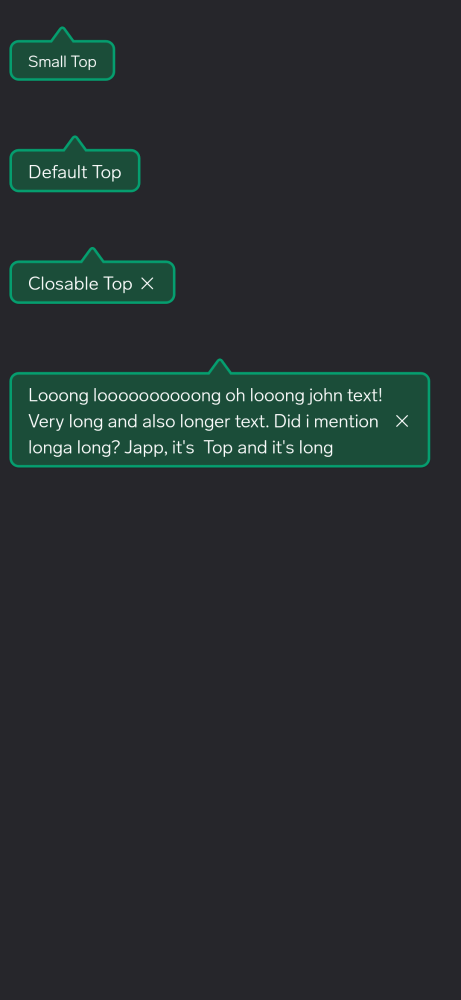 Small Top
Default Top
Closable Top
Looong loooooooooong oh looong john text!
Very long and also longer text. Did i mention
longa long? Japp, it's  Top and it's long